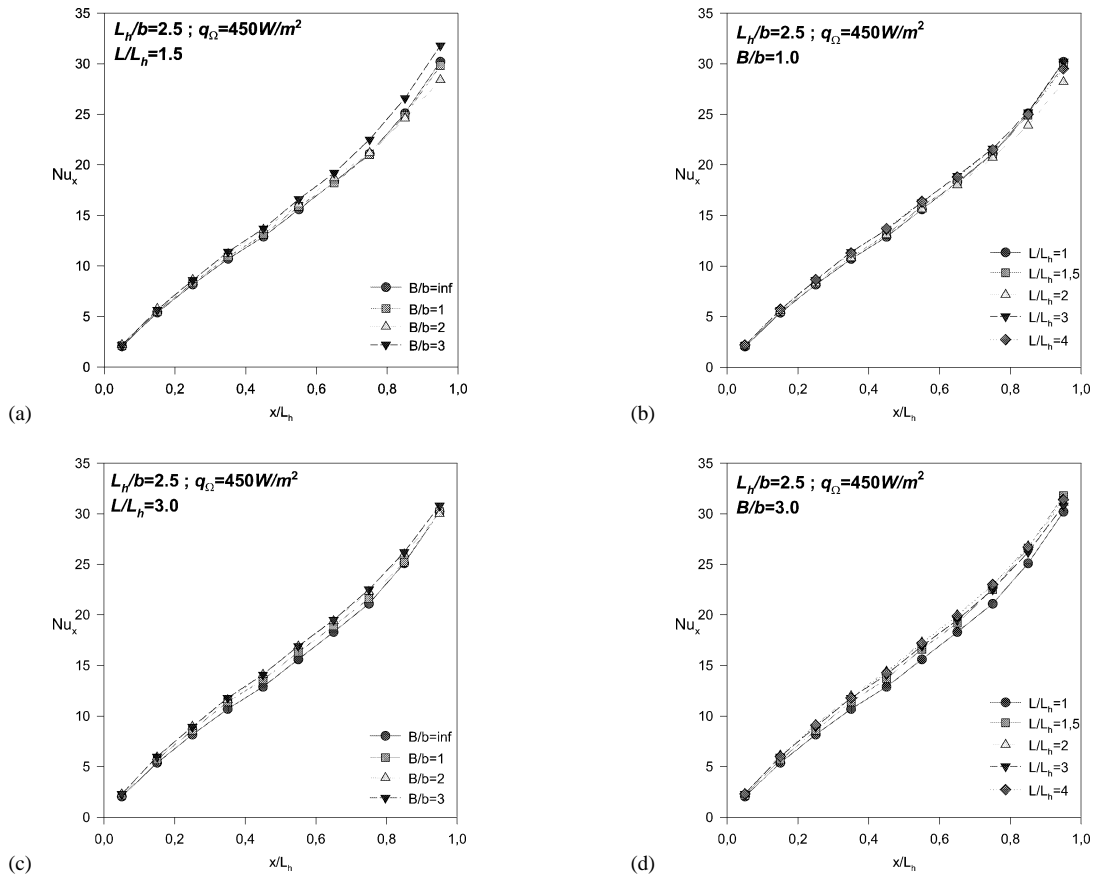 L_h/b=2.5 ; q_Ω=450W/m²
L/L_h=1.5
35
30
25
20
Nu_x
15
10
5
0
B/b=inf
B/b=1
B/b=2
B/b=3
0,0 0,2 0,4 0,6 0,8 1,0
x/L_h
(a)
L_h/b=2.5 ; q_Ω=450W/m²
B/b=1.0
35
30
25
20
Nu_x
15
10
5
0
L/L_h=1
L/L_h=1,5
L/L_h=2
L/L_h=3
L/L_h=4
0,0 0,2 0,4 0,6 0,8 1,0
x/L_h
(b)
L_h/b=2.5 ; q_Ω=450W/m²
L/L_h=3.0
35
30
25
20
Nu_x
15
10
5
0
B/b=inf
B/b=1
B/b=2
B/b=3
0,0 0,2 0,4 0,6 0,8 1,0
x/L_h
(c)
L_h/b=2.5 ; q_Ω=450W/m²
B/b=3.0
35
30
25
20
Nu_x
15
10
5
0
L/L_h=1
L/L_h=1,5
L/L_h=2
L/L_h=3
L/L_h=4
0,0 0,2 0,4 0,6 0,8 1,0
x/L_h
(d)